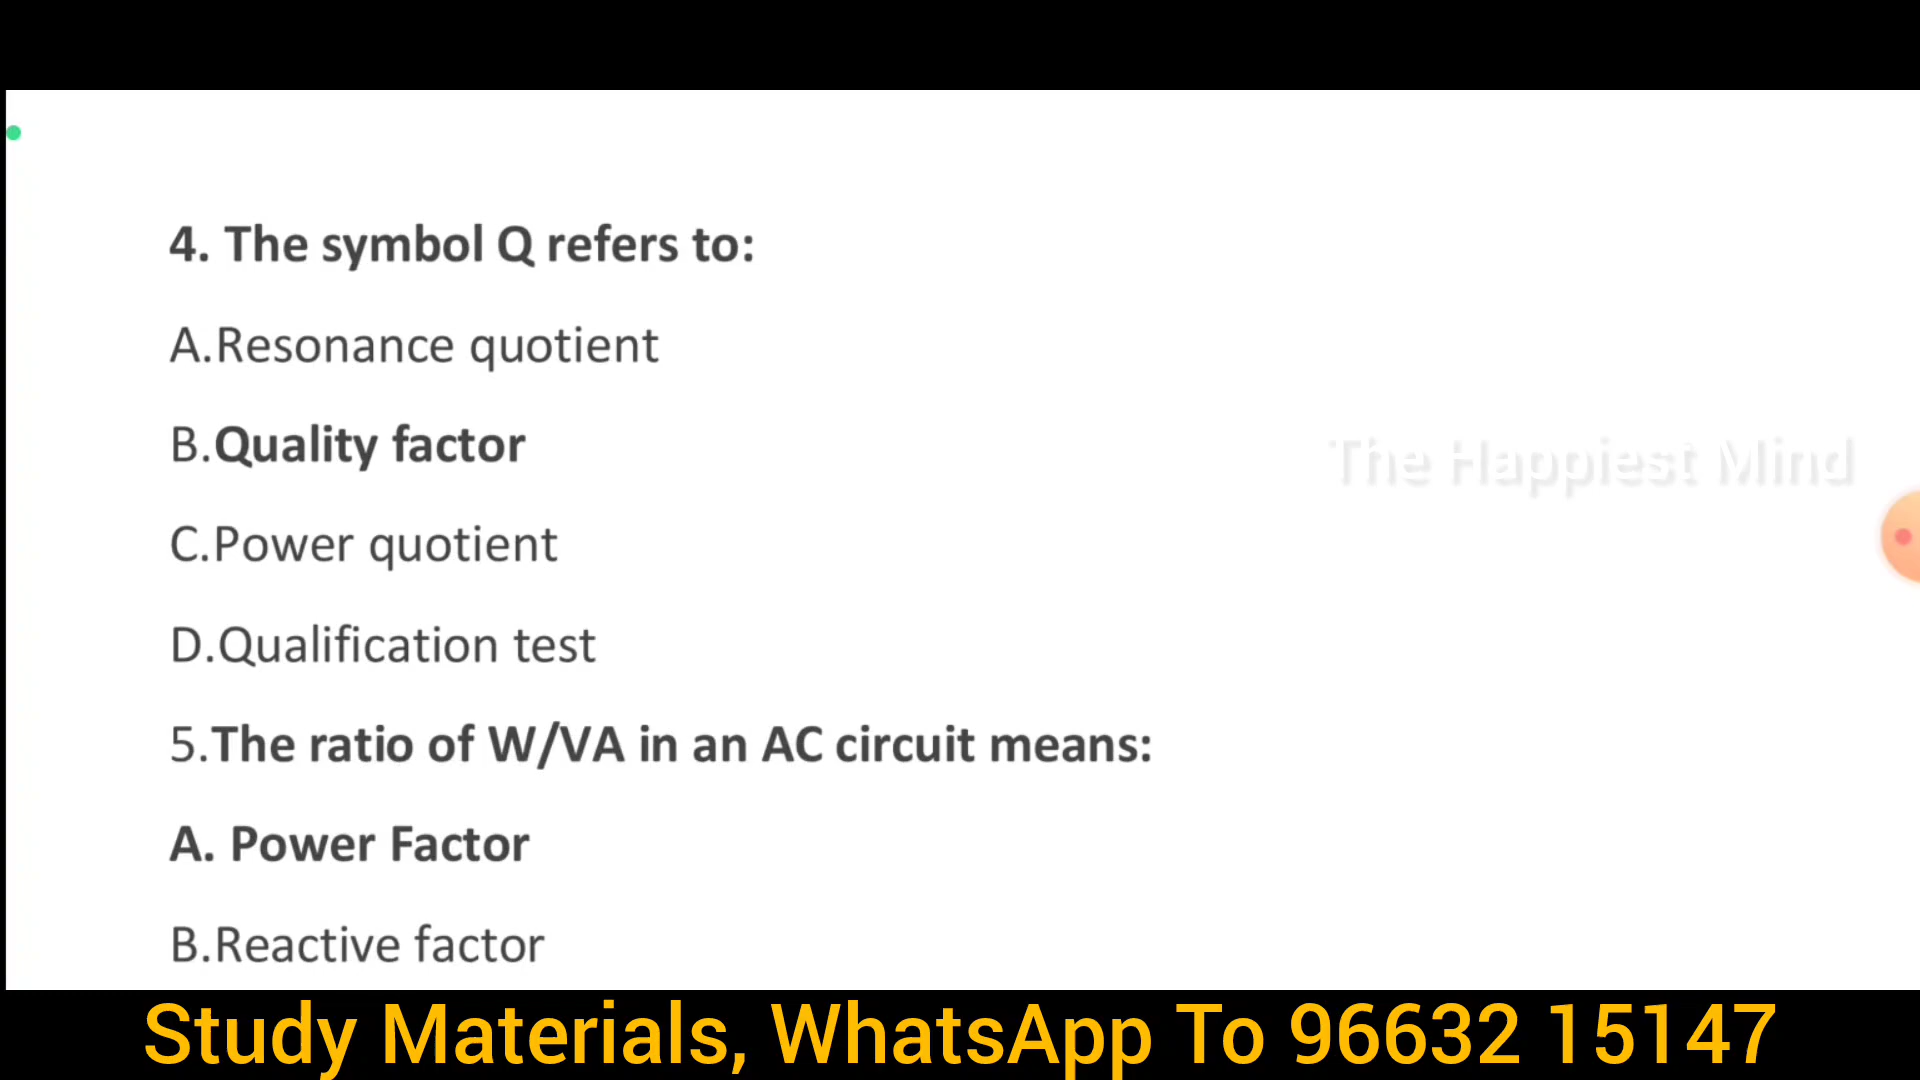 4. The symbol Q refers to:
A.Resonance quotient
B.Quality factor
The Happiest Mind
C.Power quotient
D.Qualification test
5.The ratio of W/VA in an AC circuit means:
A. Power Factor
B.Reactive factor
Study Materials, WhatsApp To 96632 15147